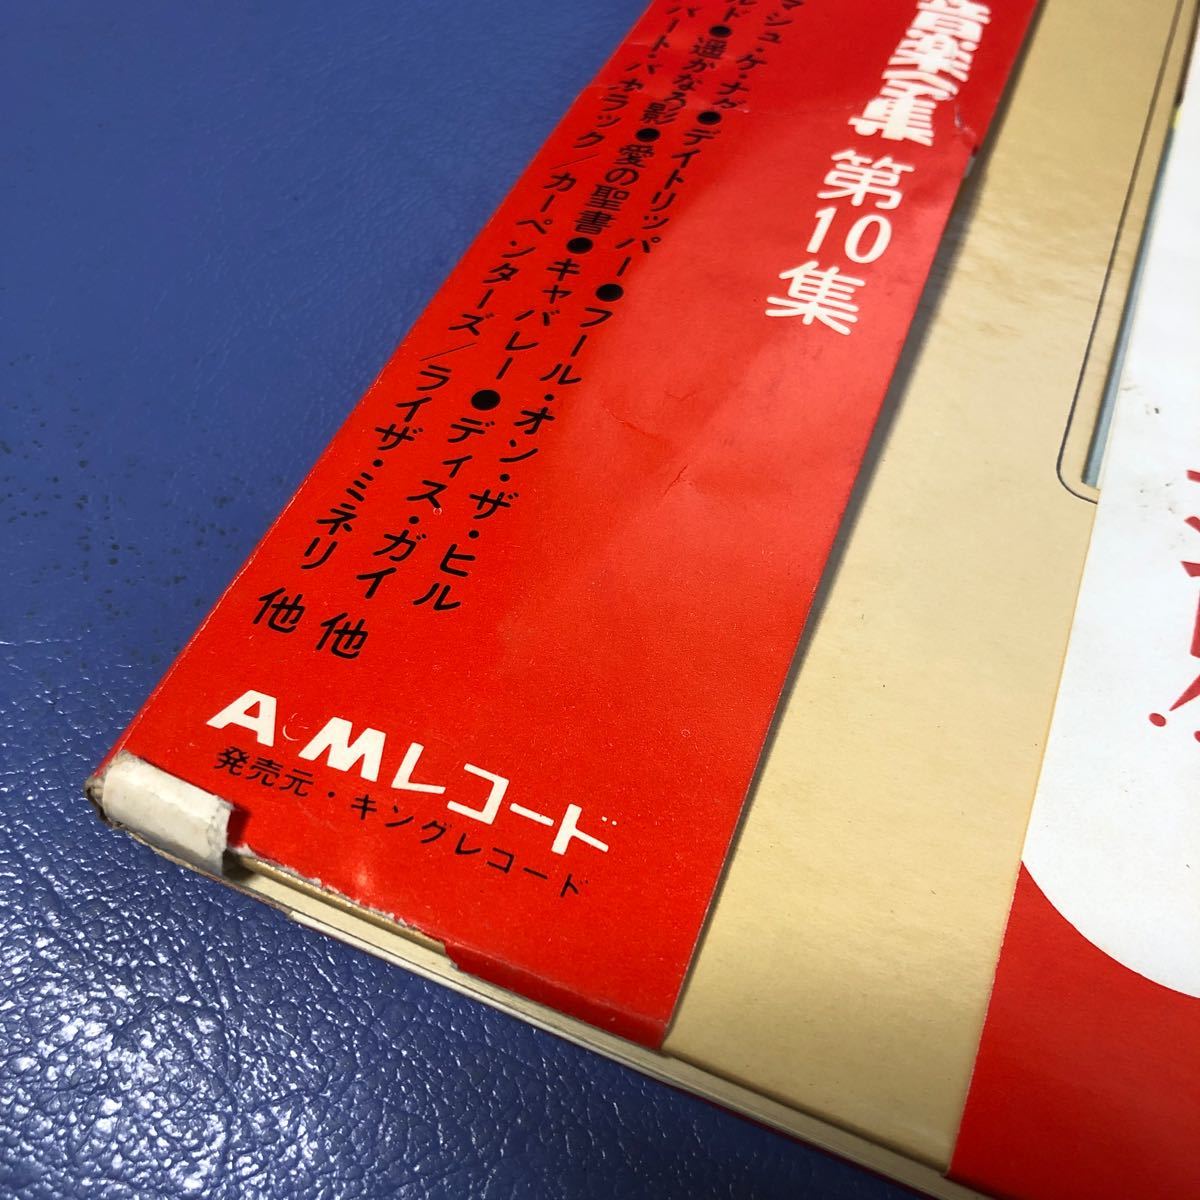 音楽全集 第10集
マシュ・ケ・ナダ●デイトリッパー●フール・オン・ザ・ヒル
ルド●遥かなる影●愛の聖書●キャバレー●ディス・ガイ 他
バート・バカラック/カーペンターズ/ライザ・ミネリ 他
A&Mレコード
発売元・キングレコード